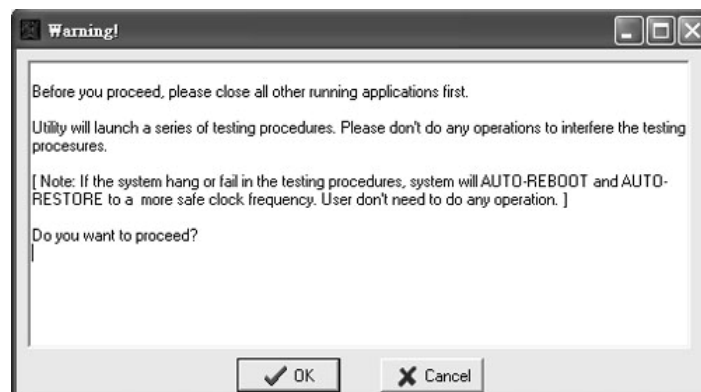 Warning!
Before you proceed, please close all other running applications first.
Utility will launch a series of testing procedures. Please don't do any operations to interfere the testing
procesures.
[ Note: If the system hang or fail in the testing procedures, system will AUTO-REBOOT and AUTO-
RESTORE to a more safe clock frequency. User don't need to do any operation. ]
Do you want to proceed?
OK
Cancel